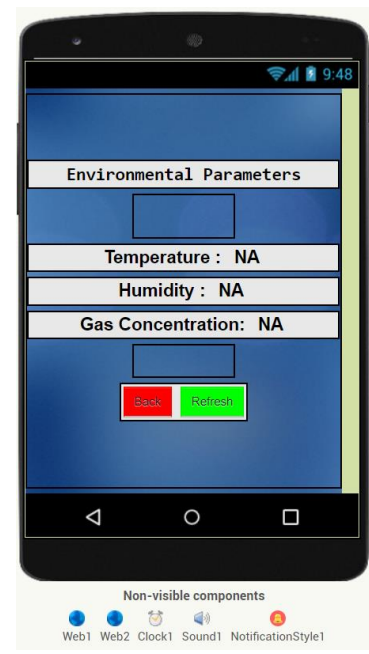 9:48
Environmental Parameters
Temperature : NA
Humidity : NA
Gas Concentration: NA
Back Refresh
Non-visible components
Web1 Web2 Clock1 Sound1 NotificationStyle1